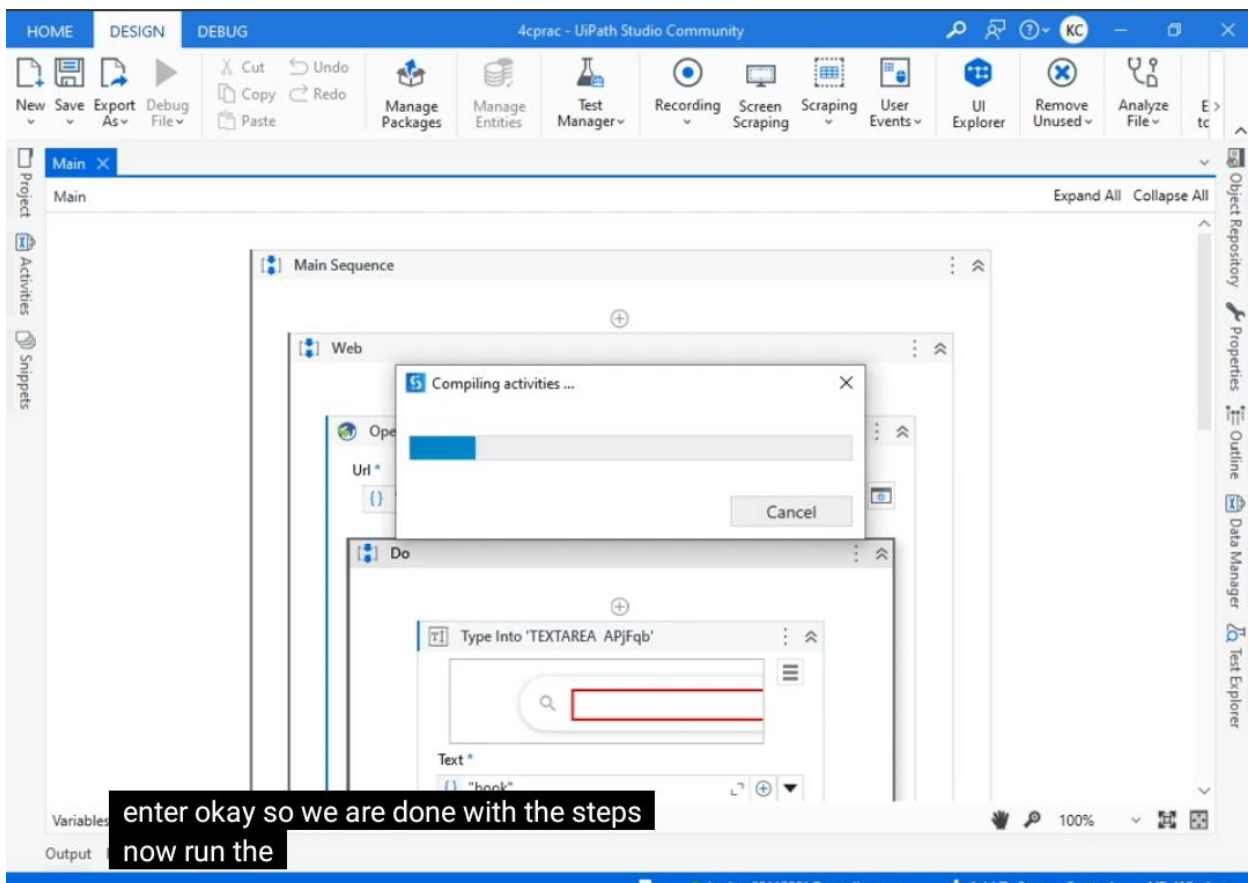 HOME DESIGN DEBUG 4cprac - UiPath Studio Community KC
Cut Undo
Copy Redo
Paste
New Save Export As Debug File Manage Packages Manage Entities Test Manager Recording Screen Scraping Scraping User Events UI Explorer Remove Unused Analyze File
Main
Main Expand All Collapse All
Project
Activities
Snippets
Object Repository
Properties
Outline
Data Manager
Test Explorer
Main Sequence
Web
Compiling activities ...
Ope
Url *
Cancel
Do
Type Into 'TEXTAREA APjFqb'
Text *
"book"
enter okay so we are done with the steps
now run the
Variables 100%
Output